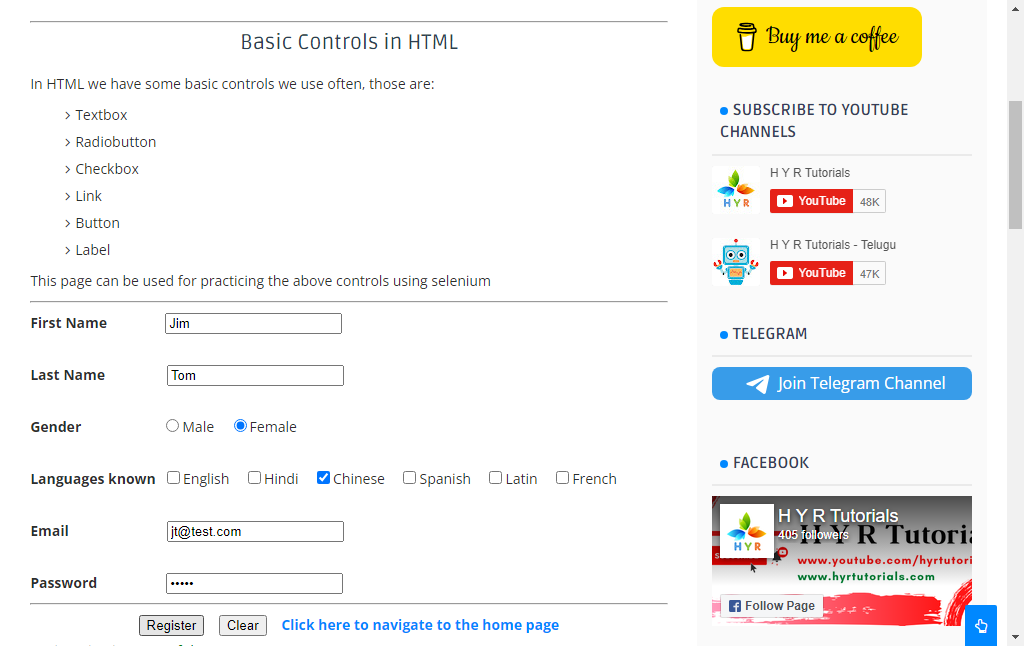 Basic Controls in HTML
In HTML we have some basic controls we use often, those are:
Textbox
Radiobutton
Checkbox
Link
Button
Label
This page can be used for practicing the above controls using selenium
First Name Jim
Last Name Tom
Gender Male Female
Languages known English Hindi Chinese Spanish Latin French
Email jt@test.com
Password •••••
Register Clear Click here to navigate to the home page
Buy me a coffee
SUBSCRIBE TO YOUTUBE
CHANNELS
H Y R Tutorials
HYR
YouTube 48K
H Y R Tutorials - Telugu
YouTube 47K
TELEGRAM
Join Telegram Channel
FACEBOOK
H Y R Tutorials
405 followers
HYR
H Y R Tutoria
www.youtube.com/hyrtutori
www.hyrtutorials.com
Follow Page